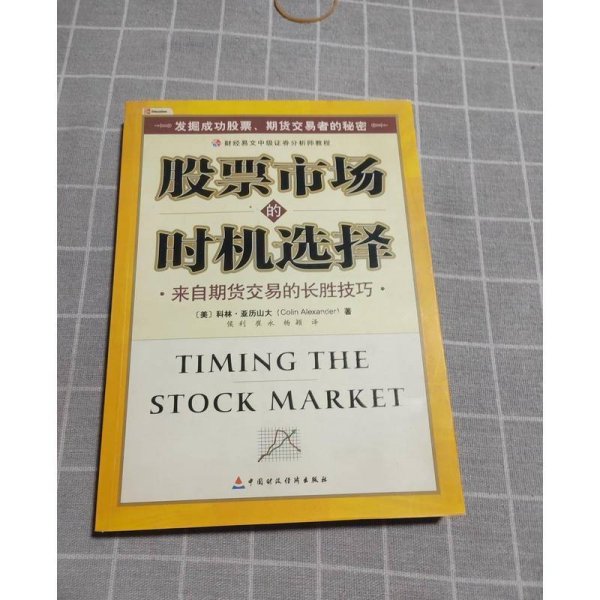 发掘成功股票、期货交易者的秘密
财经易文中级证券分析师教程
股票市场
的
时机选择
·来自期货交易的长胜技巧·
〔美〕科林·亚历山大（Colin Alexander）著
侯利 崔水 杨颖 译
TIMING THE
STOCK MARKET
中国财政经济出版社